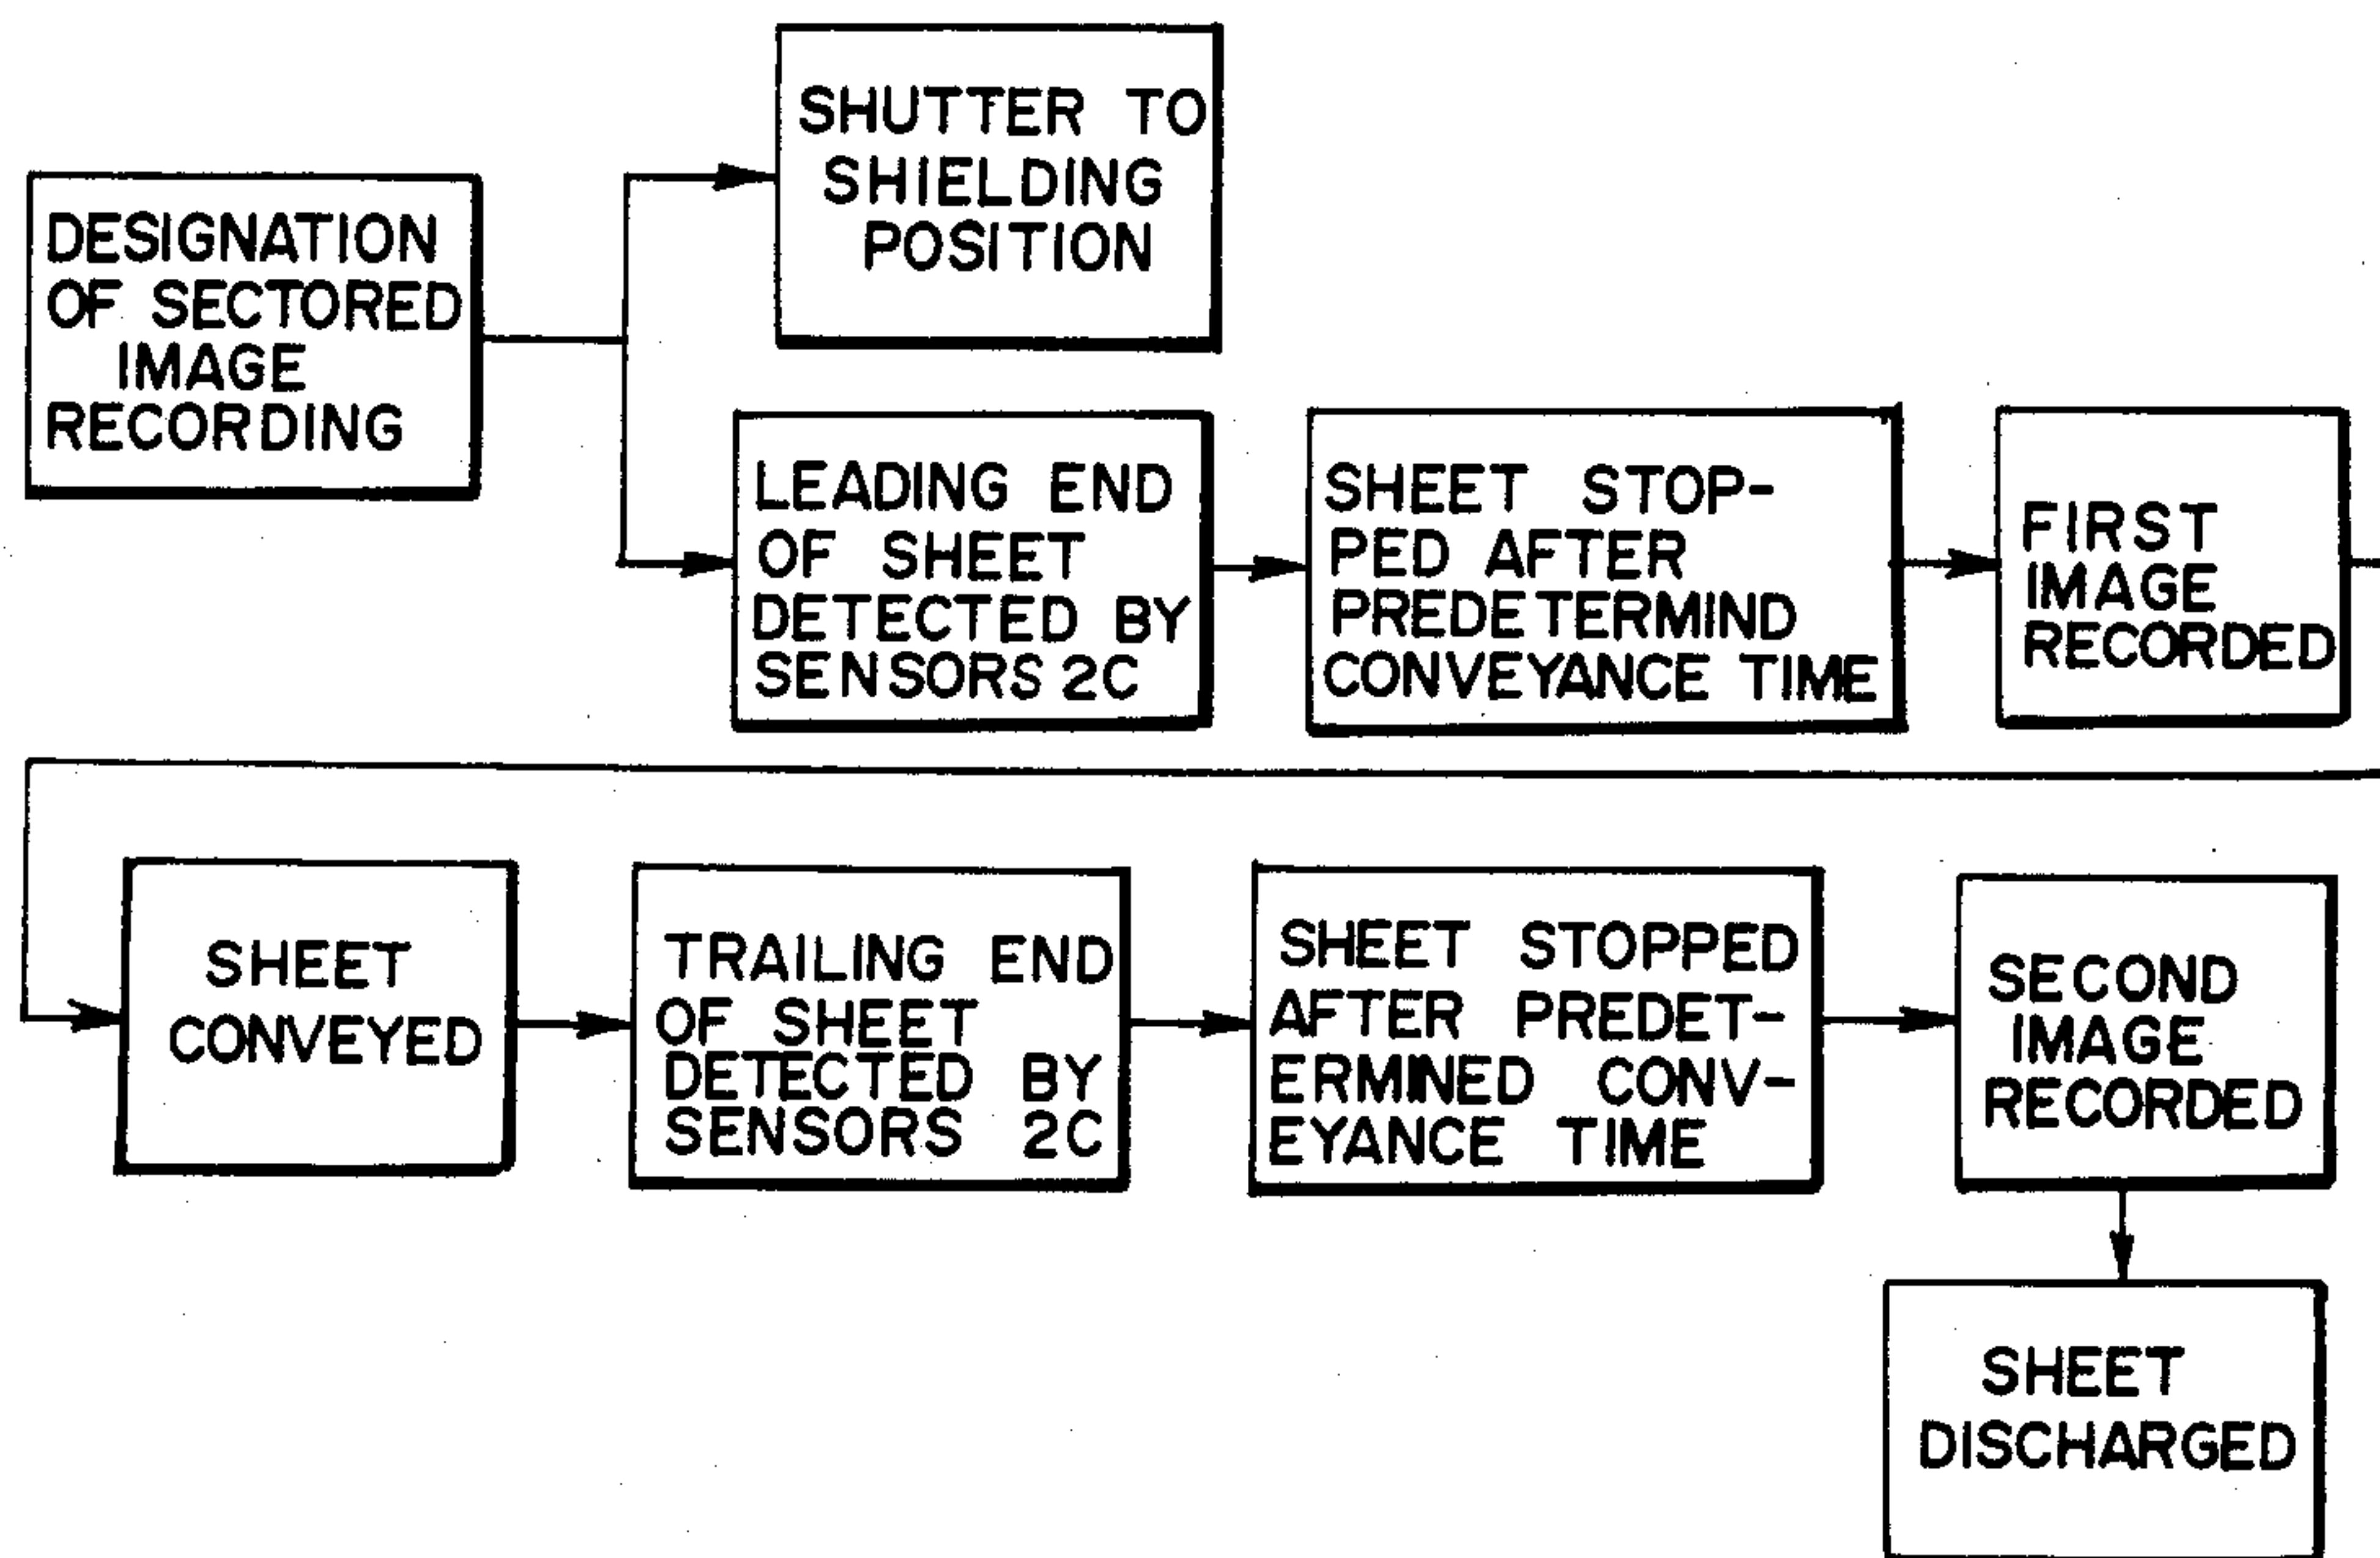 DESIGNATION
OF SECTORED
IMAGE
RECORDING
SHUTTER TO
SHIELDING
POSITION
LEADING END
OF SHEET
DETECTED BY
SENSORS 2C
SHEET STOP-
PED AFTER
PREDETERMIND
CONVEYANCE TIME
FIRST
IMAGE
RECORDED
SHEET
CONVEYED
TRAILING END
OF SHEET
DETECTED BY
SENSORS 2C
SHEET STOPPED
AFTER PREDET-
ERMINED CONV-
EYANCE TIME
SECOND
IMAGE
RECORDED
SHEET
DISCHARGED